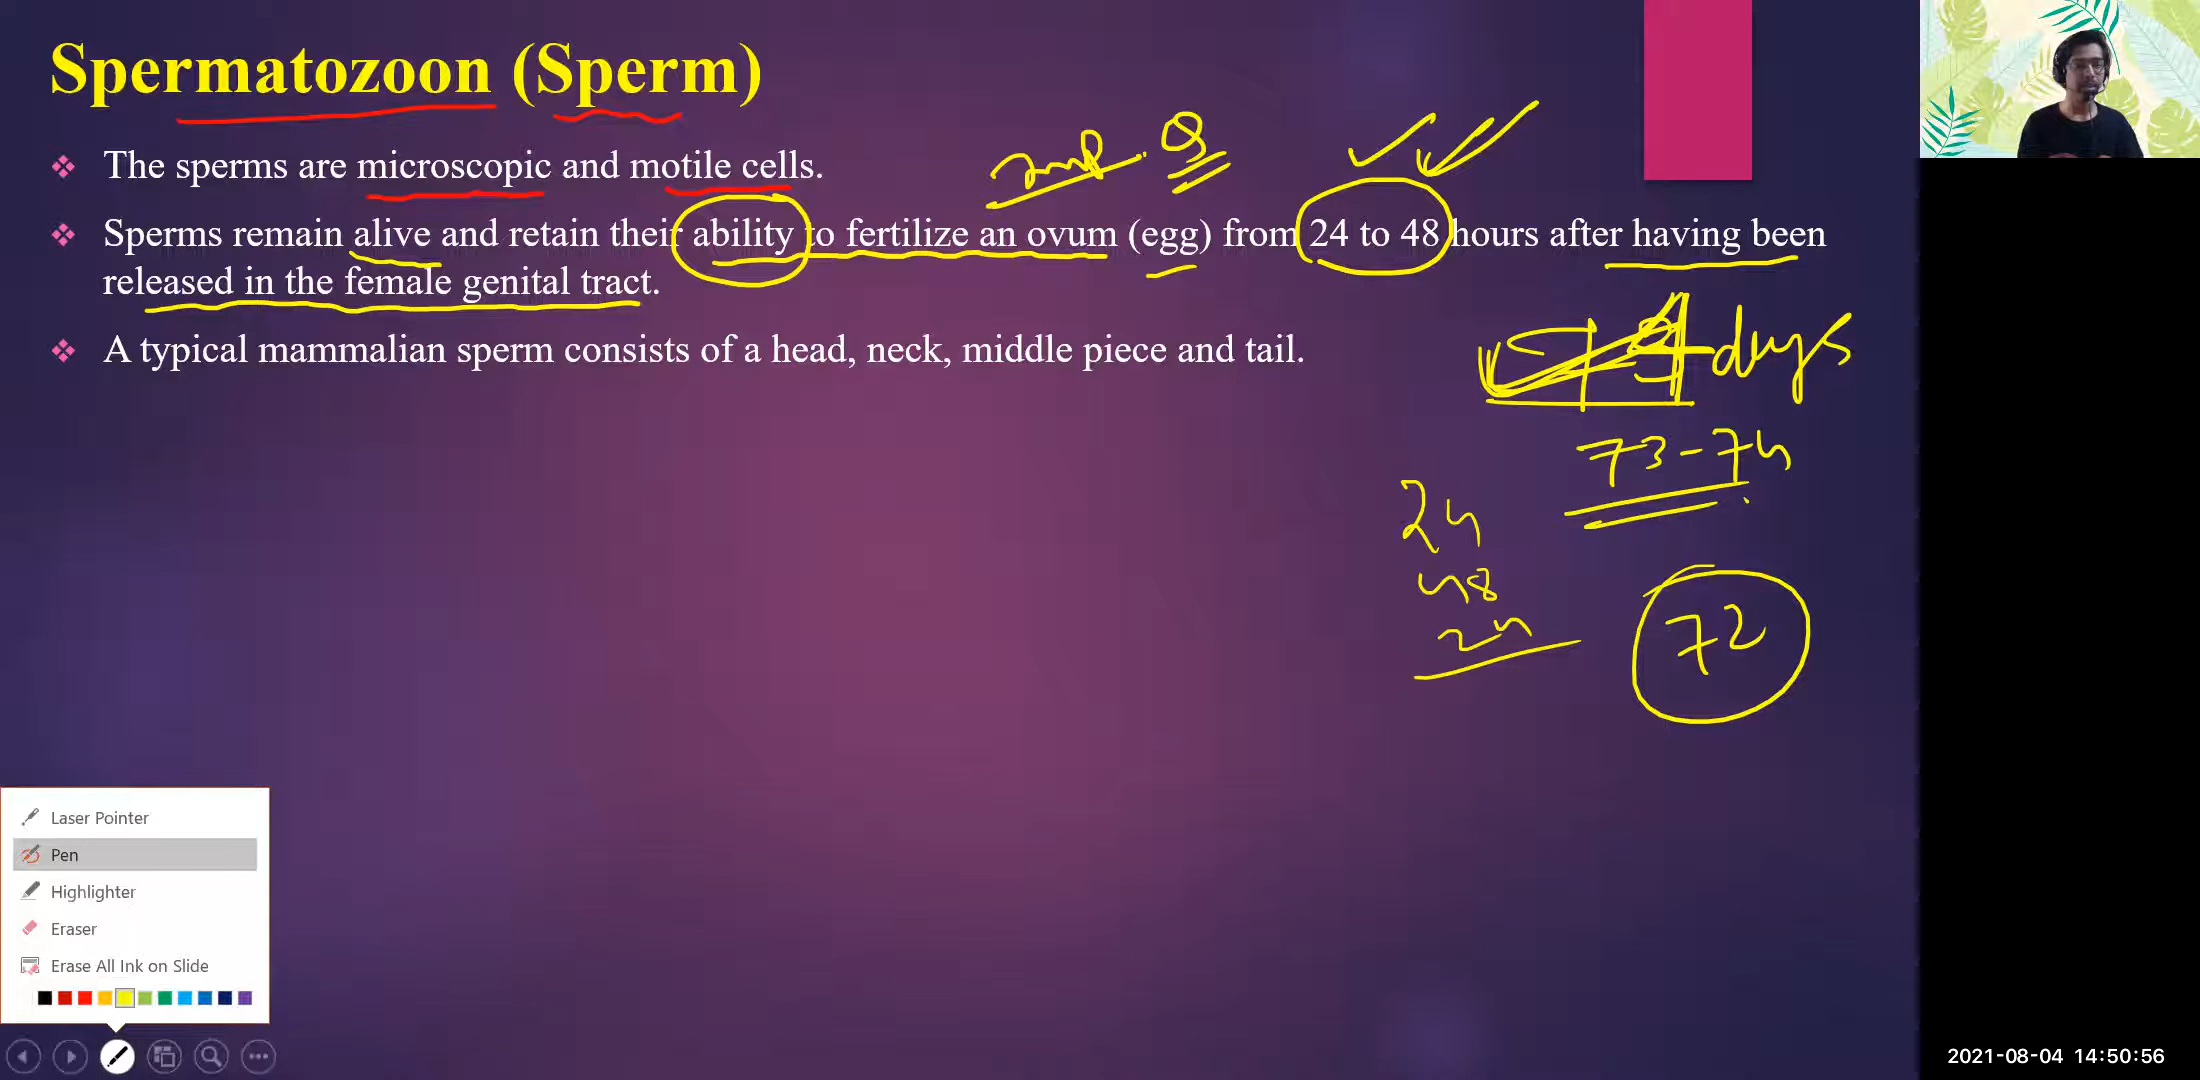 Spermatozoon (Sperm)
The sperms are microscopic and motile cells.
Imp. Q
Sperms remain alive and retain their ability to fertilize an ovum (egg) from 24 to 48 hours after having been
released in the female genital tract.
days
A typical mammalian sperm consists of a head, neck, middle piece and tail.
73-74
24
48
24
72
Laser Pointer
Pen
Highlighter
Eraser
Erase All Ink on Slide
2021-08-04 14:50:56